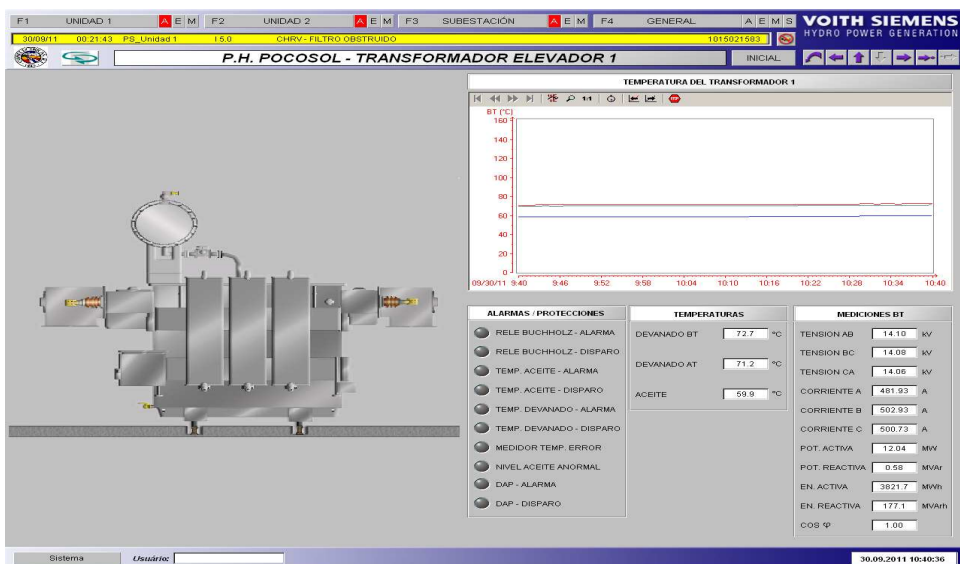 F1 UNIDAD 1 A E M F2 UNIDAD 2 A E M F3 SUBESTACIÓN A E M F4 GENERAL A E M S VOITH SIEMENS
30/09/11 00:21:43 PS_Unidad 1 1.5.0 CHRV - FILTRO OBSTRUIDO 1015021583 HYDRO POWER GENERATION
P.H. POCOSOL - TRANSFORMADOR ELEVADOR 1 INICIAL
TEMPERATURA DEL TRANSFORMADOR 1
1:1 STOP
BT (°C)
160
140
120
100
80
60
40
20
0
09/30/11 9:40 9:46 9:52 9:58 10:04 10:10 10:16 10:22 10:28 10:34 10:40
ALARMAS / PROTECCIONES
RELE BUCHHOLZ - ALARMA
RELE BUCHHOLZ - DISPARO
TEMP. ACEITE - ALARMA
TEMP. ACEITE - DISPARO
TEMP. DEVANADO - ALARMA
TEMP. DEVANADO - DISPARO
MEDIDOR TEMP. ERROR
NIVEL ACEITE ANORMAL
DAP - ALARMA
DAP - DISPARO
TEMPERATURAS
DEVANADO BT 72.7 °C
DEVANADO AT 71.2 °C
ACEITE 59.9 °C
MEDICIONES BT
TENSION AB 14.10 kV
TENSION BC 14.08 kV
TENSION CA 14.06 kV
CORRIENTE A 481.93 A
CORRIENTE B 502.93 A
CORRIENTE C 500.73 A
POT. ACTIVA 12.04 MW
POT. REACTIVA 0.58 MVAr
EN. ACTIVA 3821.7 MWh
EN. REACTIVA 177.1 MVArh
COS φ 1.00
Sistema Usuário: 30.09.2011 10:40:36